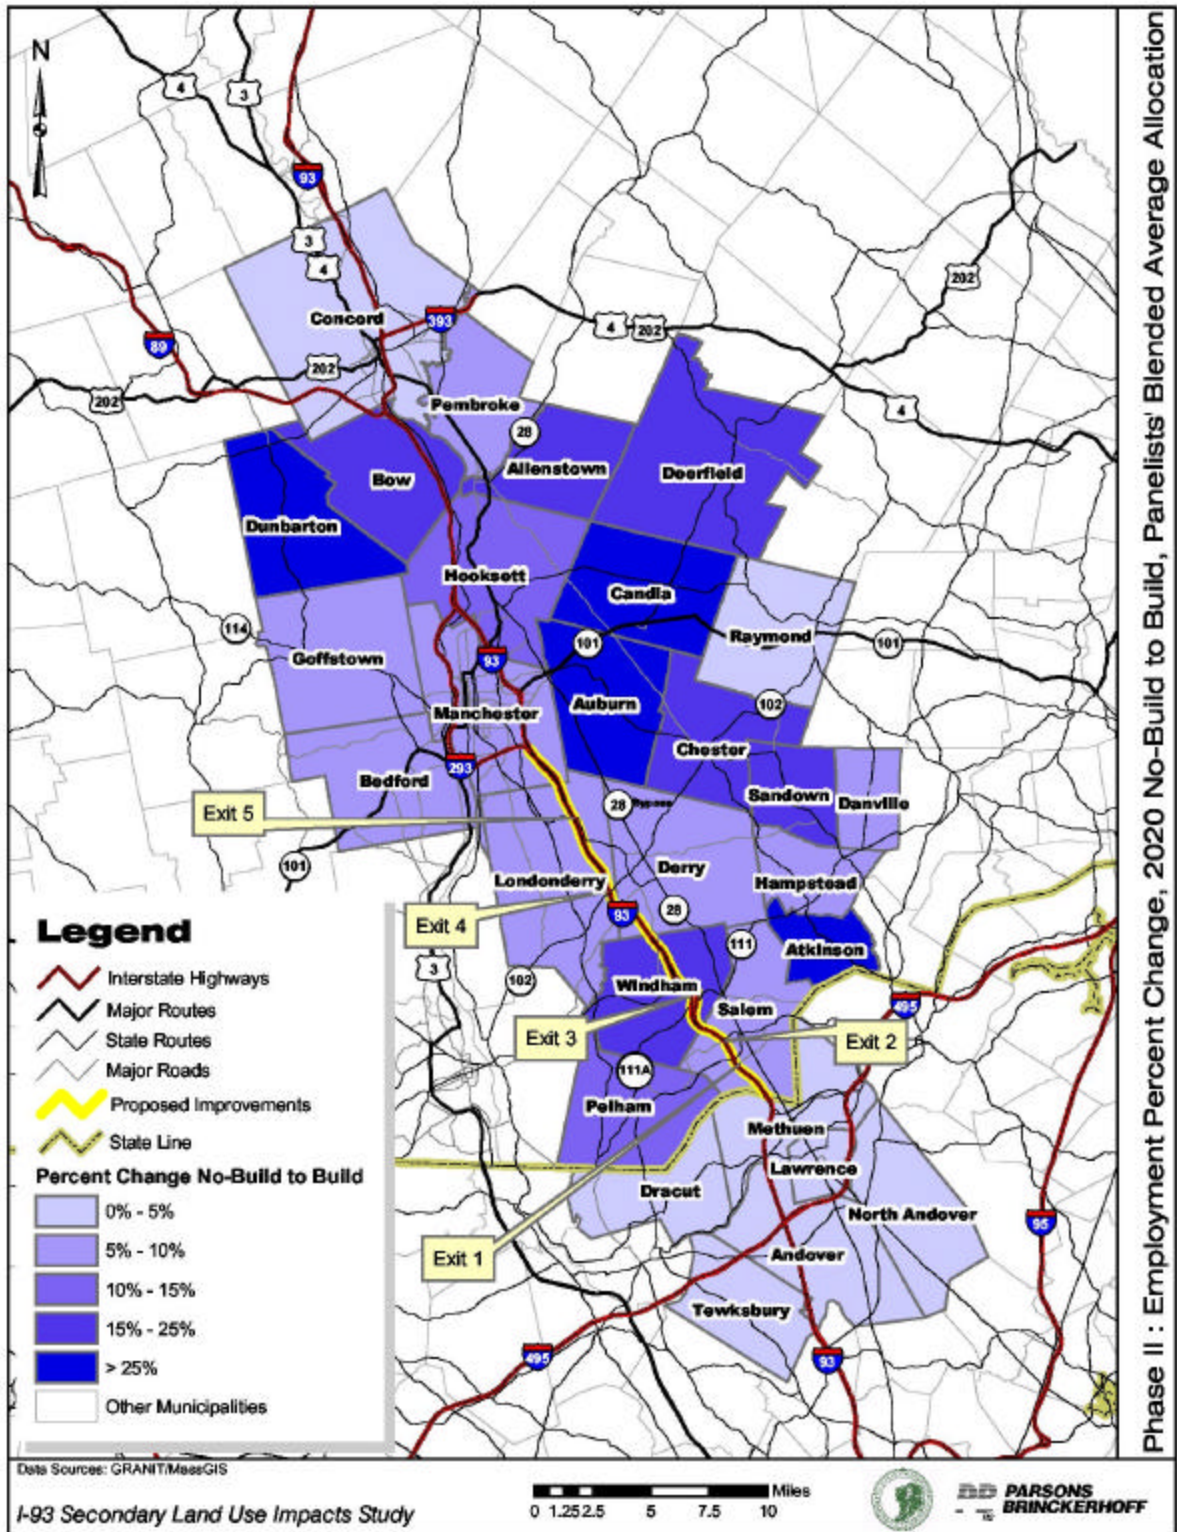 Phase II : Employment Percent Change, 2020 No-Build to Build, Panelists' Blended Average Allocation
N
4
3
93
3
4
Concord
393
89
202
4
202
202
202
4
Pembroke
28
Allenstown
Bow
Deerfield
Dunbarton
Hooksett
Candia
114
Goffstown
93
101
Raymond
101
Auburn
102
Manchester
Chester
293
Bedford
Sandown
Danville
28 Bypass
Exit 5
101
Derry
Londonderry
Hampstead
Exit 4
93
28
111
Atkinson
3
102
Windham
Salem
495
Exit 3
Exit 2
111A
Pelham
Methuen
Lawrence
Dracut
North Andover
95
Exit 1
Andover
Tewksbury
495
93
Legend
Interstate Highways
Major Routes
State Routes
Major Roads
Proposed Improvements
State Line
Percent Change No-Build to Build
0% - 5%
5% - 10%
10% - 15%
15% - 25%
> 25%
Other Municipalities
Data Sources: GRANIT/MassGIS
I-93 Secondary Land Use Impacts Study
Miles
0 1.25 2.5 5 7.5 10
PARSONS
BRINCKERHOFF